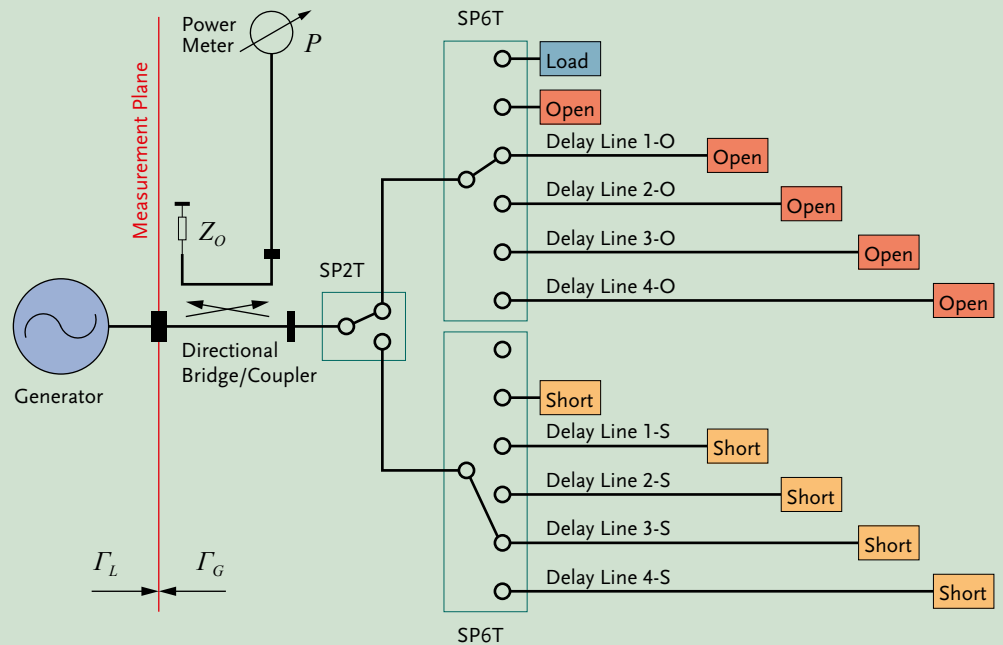 SP6T
Power
Meter
P
Load
Open
Measurement Plane
Delay Line 1-O
Open
Delay Line 2-O
Open
Z_O
Delay Line 3-O
Open
SP2T
Delay Line 4-O
Open
Directional
Bridge/Coupler
Generator
Short
Delay Line 1-S
Short
Delay Line 2-S
Short
Delay Line 3-S
Short
Γ_L
Γ_G
Delay Line 4-S
Short
SP6T